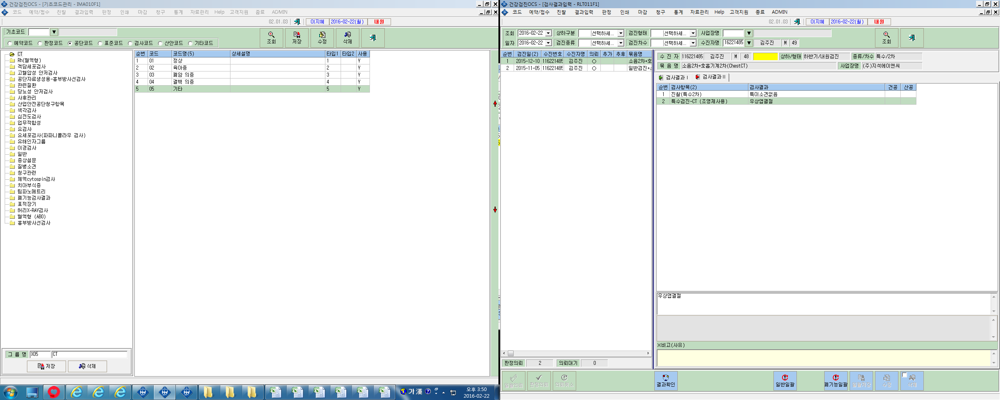 건강검진OCS - [기초코드관리 - IMA010F1]
코드 예약/접수 진찰 결과입력 판정 인쇄 마감 청구 통계 자료관리 Help 고객지원 종료 ADMIN
02.01.03 이지혜 2016-02-22(월) 내원
기초코드 조회 저장 수정 삭제
예약코드 판정코드 공단코드 표준코드 검사코드 산안코드 기타코드
CT
Rh(혈액형)
객담세포검사
고혈압성 안저검사
공단자료생성용-흉부방사선검사
관련질환
당뇨성 안저검사
사후관리
산업안전공단청구항목
색각검사
심전도검사
업무적합성
요검사
요세포검사(파파니콜라우 검사)
유해인자그룹
이경검사
일반
증상설문
질병소견
청구관련
체액cytospin검사
치아부식증
팀파노메트리
폐기능검사결과
표적장기
허리X-RAY검사
혈액형 (ABO)
흉부방사선검사
순번 코드 코드명(5) 상세설명 타입1 타입2 사용
1 01 정상 1 Y
2 02 육아종 2 Y
3 03 폐암 의증 3 Y
4 04 결핵 의증 4 Y
5 05 기타 5 Y
그 룹 명 X05 CT
저장 삭제
가 漢 오후 3:50
2016-02-22
건강검진OCS - [검사결과입력 - RLT011F1]
코드 예약/접수 진찰 결과입력 판정 인쇄 마감 청구 통계 자료관리 Help 고객지원 종료 ADMIN
02.01.03 이지혜 2016-02-22(월) 내원
조회 2016-02-22 상하구분 선택하세... 검진형태 선택하세... 사업장명
일자 2016-02-22 검진종류 선택하세... 검진차수 선택하세... 수진자명 16221485 김주진 M 49
조회
순번 검진일(2) 수진번호 수진자명 의뢰 추가 추후 묶음명
1 2015-12-10 116221485 김주진 ○ 소음2차+호
2 2015-11-05 116221485 김주진 ○ 일반검진+
판정의뢰 2 의뢰대기 0
수 진 자 116221485 김주진 M 48 상하/형태 하반기/내원검진 종류/차수 특수/2차
묶 음 명 소음2차+호흡기계2차(ChestCT) 사업장명 (주)지석에이앤씨
검사결과Ⅰ 검사결과Ⅱ
순번 검사항목(2) 검사결과 건공 산공
1 진찰(특수2차) 특이소견없음
2 특수검진-CT (조영제사용) 우상엽결절
우상엽결절
※비고(사유)
일괄의뢰 판정의뢰 의뢰취소 결과확인 일반일괄 폐기능일괄 일괄저장 수정 삭제